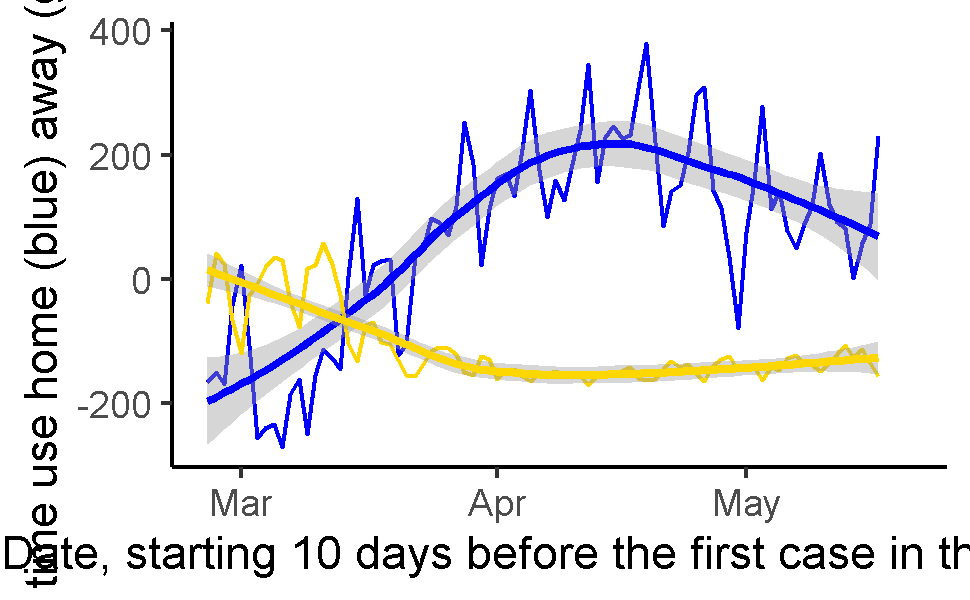 time use home (blue) away (
400
200
0
-200
Mar Apr May
Date, starting 10 days before the first case in th